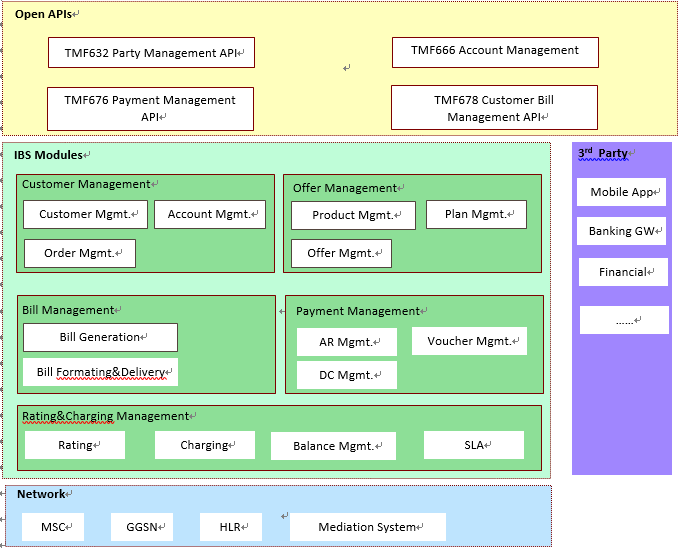 Open APIs
TMF632 Party Management API
TMF666 Account Management
TMF676 Payment Management
API
TMF678 Customer Bill
Management API
IBS Modules
Customer Management
Customer Mgmt.
Account Mgmt.
Order Mgmt.
Offer Management
Product Mgmt.
Plan Mgmt.
Offer Mgmt.
Bill Management
Bill Generation
Bill Formating&Delivery
Payment Management
AR Mgmt.
Voucher Mgmt.
DC Mgmt.
Rating&Charging Management
Rating
Charging
Balance Mgmt.
SLA
3rd Party
Mobile App
Banking GW
Financial
......
Network
MSC
GGSN
HLR
Mediation System